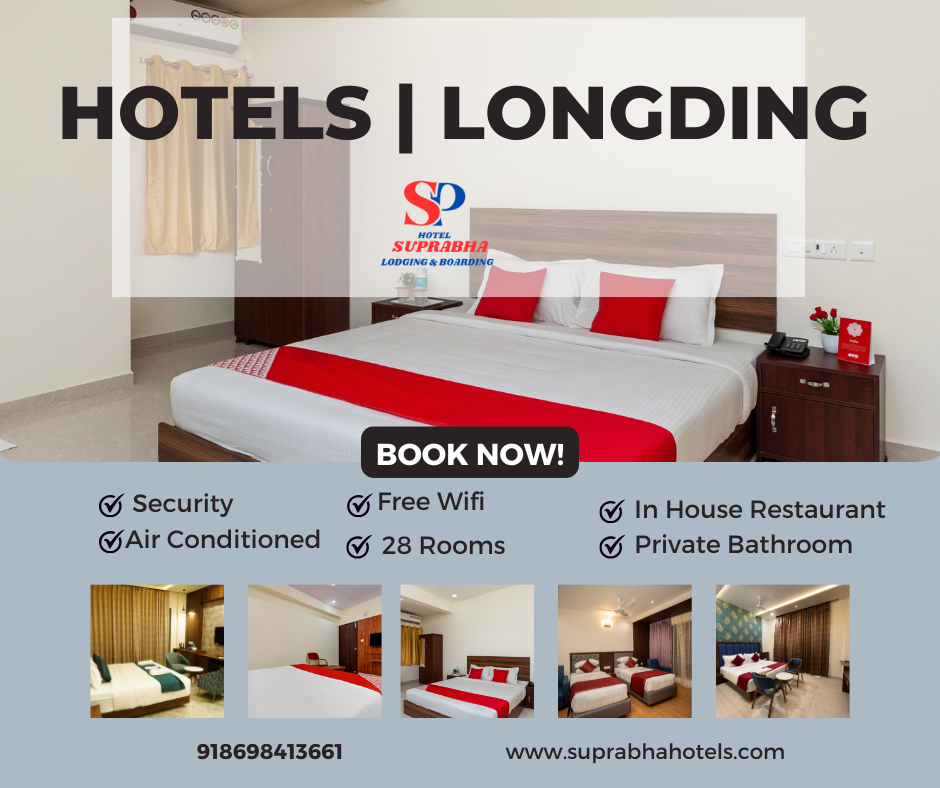 HOTELS | LONGDING
SP
HOTEL
SUPRABHA
LODGING & BOARDING
OYO
BOOK NOW!
Security
Free Wifi
In House Restaurant
Air Conditioned
28 Rooms
Private Bathroom
918698413661
www.suprabhahotels.com